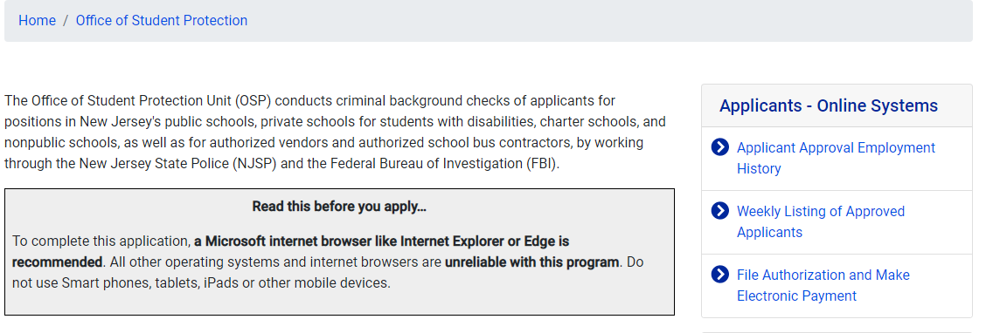 Home / Office of Student Protection
The Office of Student Protection Unit (OSP) conducts criminal background checks of applicants for
positions in New Jersey's public schools, private schools for students with disabilities, charter schools, and
nonpublic schools, as well as for authorized vendors and authorized school bus contractors, by working
through the New Jersey State Police (NJSP) and the Federal Bureau of Investigation (FBI).
Read this before you apply...
To complete this application, a Microsoft internet browser like Internet Explorer or Edge is
recommended. All other operating systems and internet browsers are unreliable with this program. Do
not use Smart phones, tablets, iPads or other mobile devices.
Applicants - Online Systems
Applicant Approval Employment
History
Weekly Listing of Approved
Applicants
File Authorization and Make
Electronic Payment